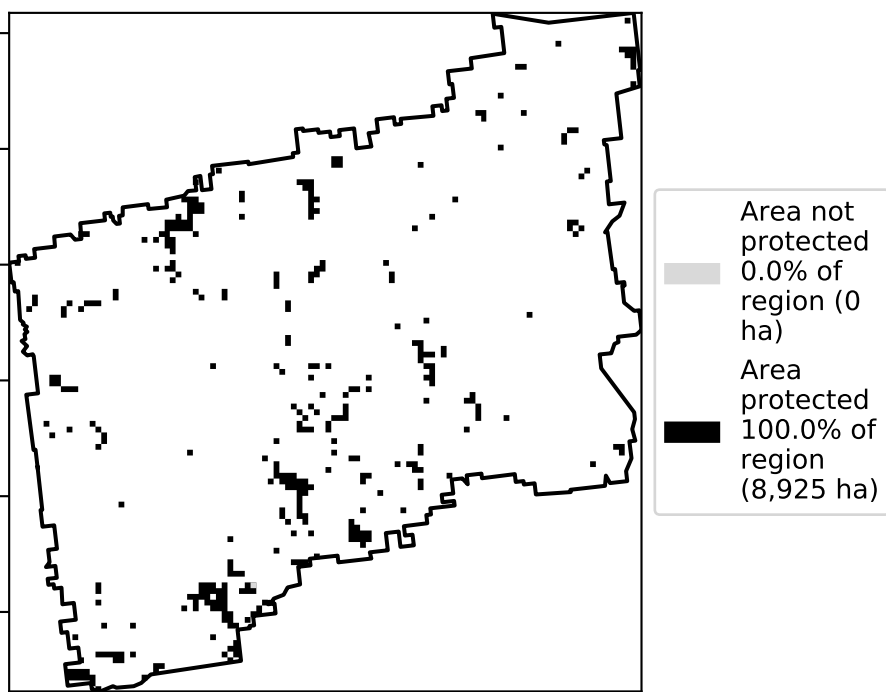 Area not
protected
0.0% of
region (0
ha)
Area
protected
100.0% of
region
(8,925 ha)